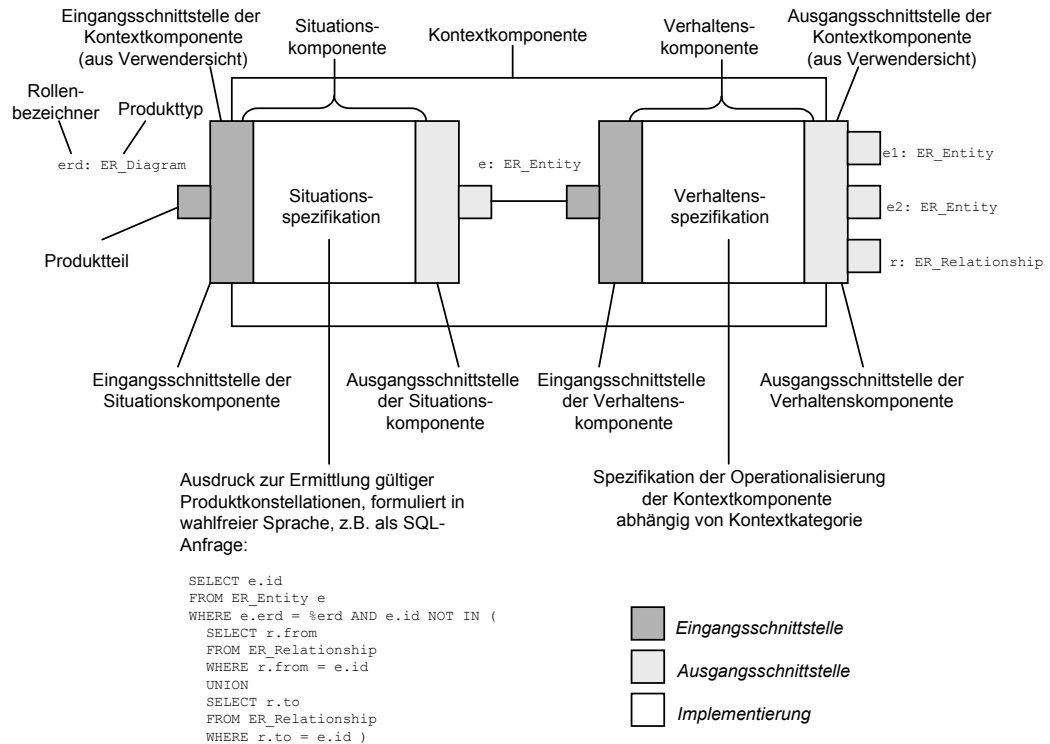 Eingangsschnittstelle der
Kontextkomponente
(aus Verwendersicht)
Situations-
komponente
Kontextkomponente
Verhaltens-
komponente
Ausgangsschnittstelle der
Kontextkomponente
(aus Verwendersicht)
Rollen-
bezeichner
Produkttyp
erd: ER_Diagram
Produktteil
Situations-
spezifikation
e: ER_Entity
Verhaltens-
spezifikation
e1: ER_Entity
e2: ER_Entity
r: ER_Relationship
Eingangsschnittstelle der
Situationskomponente
Ausgangsschnittstelle
der Situations-
komponente
Eingangsschnittstelle
der Verhaltens-
komponente
Ausgangsschnittstelle der
Verhaltenskomponente
Ausdruck zur Ermittlung gültiger
Produktkonstellationen, formuliert in
wahlfreier Sprache, z.B. als SQL-
Anfrage:
SELECT e.id
FROM ER_Entity e
WHERE e.erd = %erd AND e.id NOT IN (
SELECT r.from
FROM ER_Relationship
WHERE r.from = e.id
UNION
SELECT r.to
FROM ER_Relationship
WHERE r.to = e.id )
Spezifikation der Operationalisierung
der Kontextkomponente
abhängig von Kontextkategorie
Eingangsschnittstelle
Ausgangsschnittstelle
Implementierung